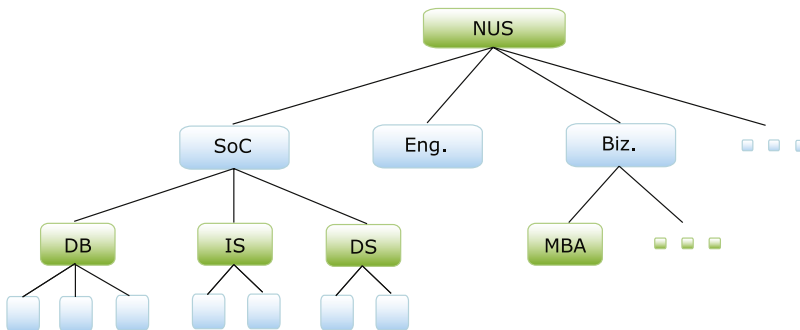 NUS
SoC
Eng.
Biz.
DB
IS
DS
MBA